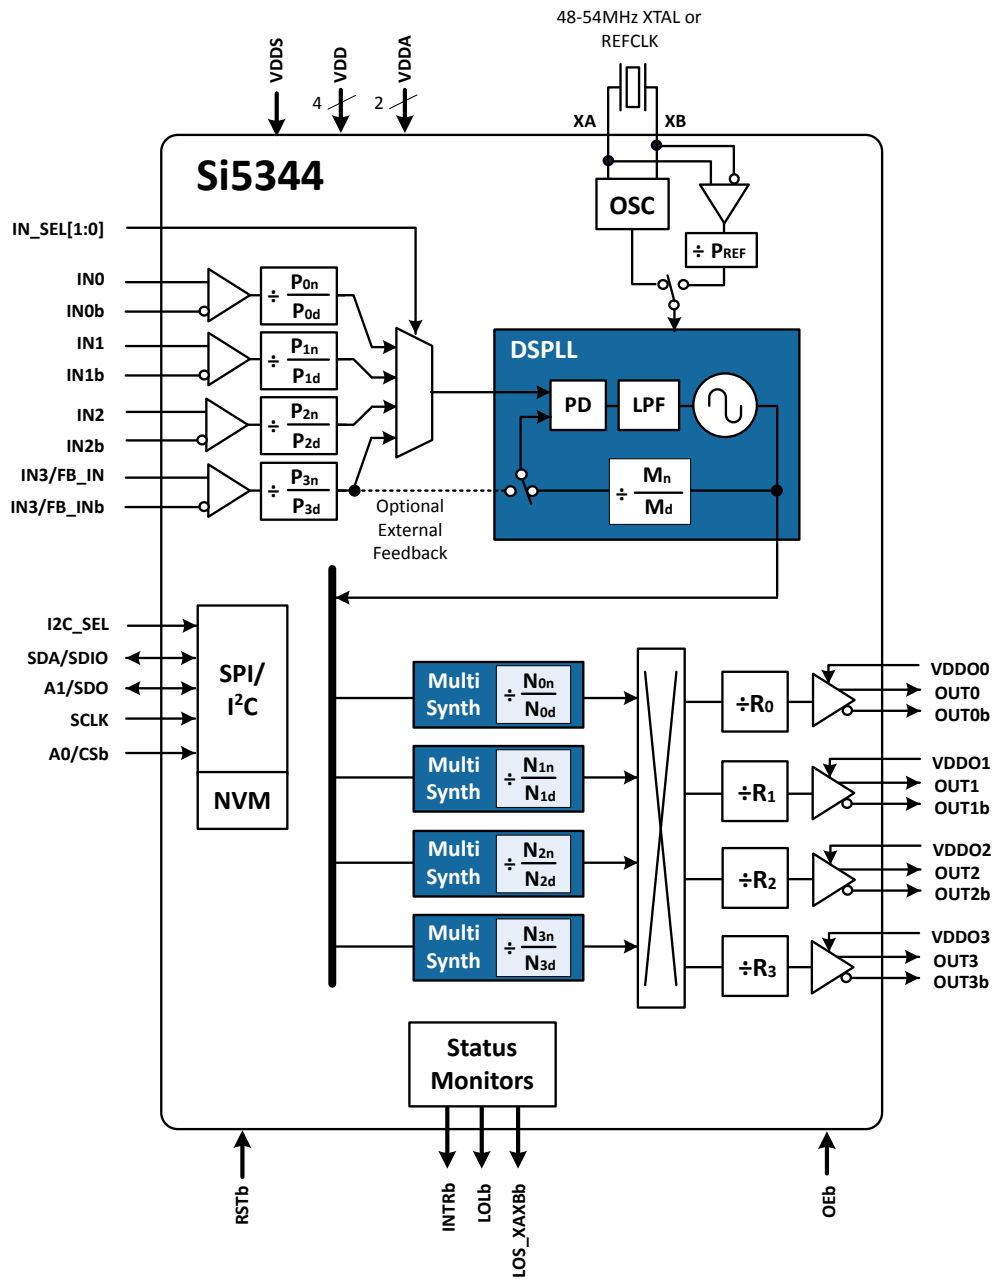 48-54MHz XTAL or
REFCLK
VDDS
VDD
VDDA
4
2
XA
XB
Si5344
OSC
÷ PREF
IN_SEL[1:0]
IN0
IN0b
÷ P0n
P0d
IN1
IN1b
÷ P1n
P1d
IN2
IN2b
÷ P2n
P2d
IN3/FB_IN
IN3/FB_INb
÷ P3n
P3d
Optional
External
Feedback
DSPLL
PD
LPF
÷ Mn
Md
I2C_SEL
SDA/SDIO
A1/SDO
SCLK
A0/CSb
SPI/
I²C
NVM
Multi
Synth
÷ N0n
N0d
Multi
Synth
÷ N1n
N1d
Multi
Synth
÷ N2n
N2d
Multi
Synth
÷ N3n
N3d
÷R0
÷R1
÷R2
÷R3
VDDO0
OUT0
OUT0b
VDDO1
OUT1
OUT1b
VDDO2
OUT2
OUT2b
VDDO3
OUT3
OUT3b
Status
Monitors
RSTb
INTRb
LOLb
LOS_XAXBb
OEb